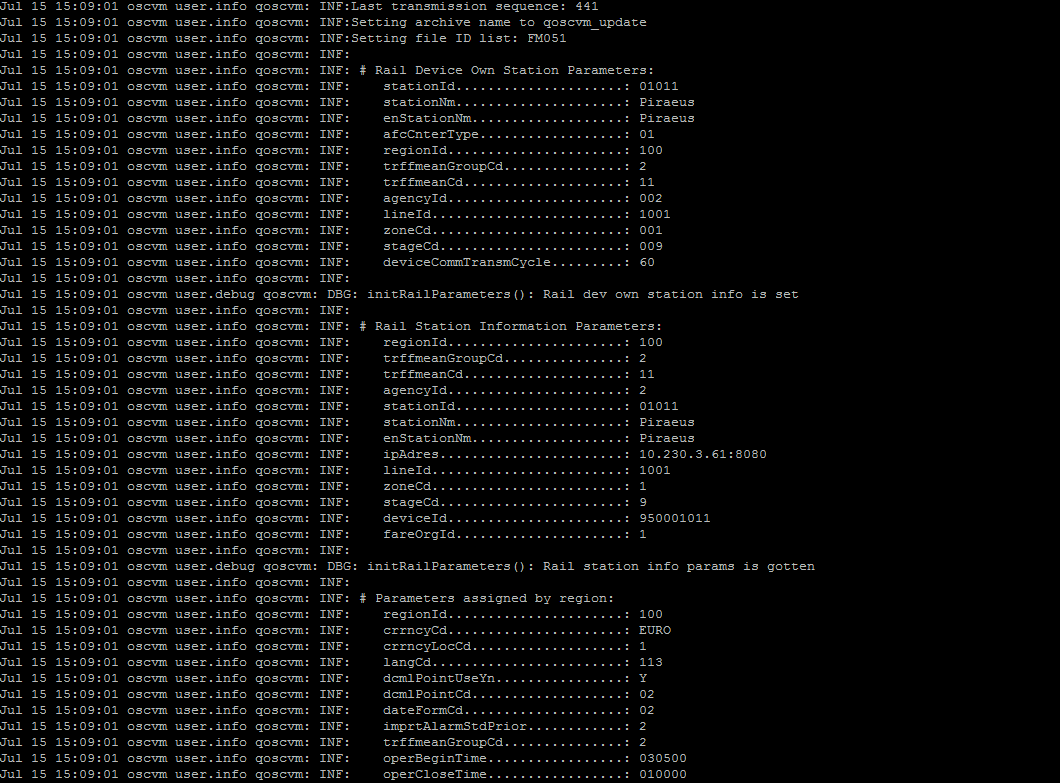 Jul 15 15:09:01 oscvm user.info qoscvm: INF:Last transmission sequence: 441
Jul 15 15:09:01 oscvm user.info qoscvm: INF:Setting archive name to qoscvm_update
Jul 15 15:09:01 oscvm user.info qoscvm: INF:Setting file ID list: FM051
Jul 15 15:09:01 oscvm user.info qoscvm: INF:
Jul 15 15:09:01 oscvm user.info qoscvm: INF: # Rail Device Own Station Parameters:
Jul 15 15:09:01 oscvm user.info qoscvm: INF:    stationId.....................: 01011
Jul 15 15:09:01 oscvm user.info qoscvm: INF:    stationNm.....................: Piraeus
Jul 15 15:09:01 oscvm user.info qoscvm: INF:    enStationNm...................: Piraeus
Jul 15 15:09:01 oscvm user.info qoscvm: INF:    afcCnterType..................: 01
Jul 15 15:09:01 oscvm user.info qoscvm: INF:    regionId......................: 100
Jul 15 15:09:01 oscvm user.info qoscvm: INF:    trffmeanGroupCd...............: 2
Jul 15 15:09:01 oscvm user.info qoscvm: INF:    trffmeanCd....................: 11
Jul 15 15:09:01 oscvm user.info qoscvm: INF:    agencyId......................: 002
Jul 15 15:09:01 oscvm user.info qoscvm: INF:    lineId........................: 1001
Jul 15 15:09:01 oscvm user.info qoscvm: INF:    zoneCd........................: 001
Jul 15 15:09:01 oscvm user.info qoscvm: INF:    stageCd.......................: 009
Jul 15 15:09:01 oscvm user.info qoscvm: INF:    deviceCommTransmCycle.........: 60
Jul 15 15:09:01 oscvm user.info qoscvm: INF:
Jul 15 15:09:01 oscvm user.debug qoscvm: DBG: initRailParameters(): Rail dev own station info is set
Jul 15 15:09:01 oscvm user.info qoscvm: INF:
Jul 15 15:09:01 oscvm user.info qoscvm: INF: # Rail Station Information Parameters:
Jul 15 15:09:01 oscvm user.info qoscvm: INF:    regionId......................: 100
Jul 15 15:09:01 oscvm user.info qoscvm: INF:    trffmeanGroupCd...............: 2
Jul 15 15:09:01 oscvm user.info qoscvm: INF:    trffmeanCd....................: 11
Jul 15 15:09:01 oscvm user.info qoscvm: INF:    agencyId......................: 2
Jul 15 15:09:01 oscvm user.info qoscvm: INF:    stationId.....................: 01011
Jul 15 15:09:01 oscvm user.info qoscvm: INF:    stationNm.....................: Piraeus
Jul 15 15:09:01 oscvm user.info qoscvm: INF:    enStationNm...................: Piraeus
Jul 15 15:09:01 oscvm user.info qoscvm: INF:    ipAdres.......................: 10.230.3.61:8080
Jul 15 15:09:01 oscvm user.info qoscvm: INF:    lineId........................: 1001
Jul 15 15:09:01 oscvm user.info qoscvm: INF:    zoneCd........................: 1
Jul 15 15:09:01 oscvm user.info qoscvm: INF:    stageCd.......................: 9
Jul 15 15:09:01 oscvm user.info qoscvm: INF:    deviceId......................: 950001011
Jul 15 15:09:01 oscvm user.info qoscvm: INF:    fareOrgId.....................: 1
Jul 15 15:09:01 oscvm user.info qoscvm: INF:
Jul 15 15:09:01 oscvm user.debug qoscvm: DBG: initRailParameters(): Rail station info params is gotten
Jul 15 15:09:01 oscvm user.info qoscvm: INF:
Jul 15 15:09:01 oscvm user.info qoscvm: INF: # Parameters assigned by region:
Jul 15 15:09:01 oscvm user.info qoscvm: INF:    regionId......................: 100
Jul 15 15:09:01 oscvm user.info qoscvm: INF:    crrncyCd......................: EURO
Jul 15 15:09:01 oscvm user.info qoscvm: INF:    crrncyLocCd...................: 1
Jul 15 15:09:01 oscvm user.info qoscvm: INF:    langCd........................: 113
Jul 15 15:09:01 oscvm user.info qoscvm: INF:    dcmlPointUseYn................: Y
Jul 15 15:09:01 oscvm user.info qoscvm: INF:    dcmlPointCd...................: 02
Jul 15 15:09:01 oscvm user.info qoscvm: INF:    dateFormCd....................: 02
Jul 15 15:09:01 oscvm user.info qoscvm: INF:    imprtAlarmStdPrior............: 2
Jul 15 15:09:01 oscvm user.info qoscvm: INF:    trffmeanGroupCd...............: 2
Jul 15 15:09:01 oscvm user.info qoscvm: INF:    operBeginTime.................: 030500
Jul 15 15:09:01 oscvm user.info qoscvm: INF:    operCloseTime.................: 010000